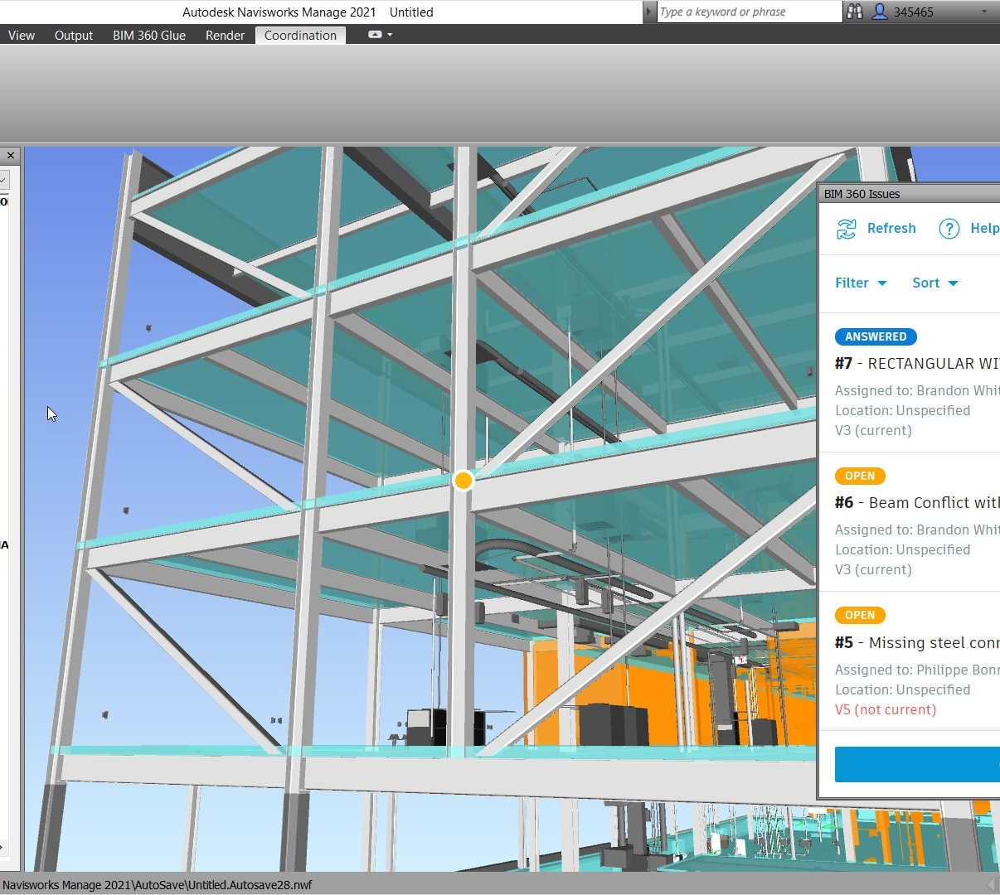 Autodesk Navisworks Manage 2021 Untitled
Type a keyword or phrase
345465
View Output BIM 360 Glue Render Coordination
BIM 360 Issues
Refresh ? Help
Filter Sort
ANSWERED
#7 - RECTANGULAR WI
Assigned to: Brandon Whit
Location: Unspecified
V3 (current)
OPEN
#6 - Beam Conflict with
Assigned to: Brandon Whit
Location: Unspecified
V3 (current)
OPEN
#5 - Missing steel conn
Assigned to: Philippe Bonn
Location: Unspecified
V5 (not current)
Navisworks Manage 2021\AutoSave\Untitled.Autosave28.nwf